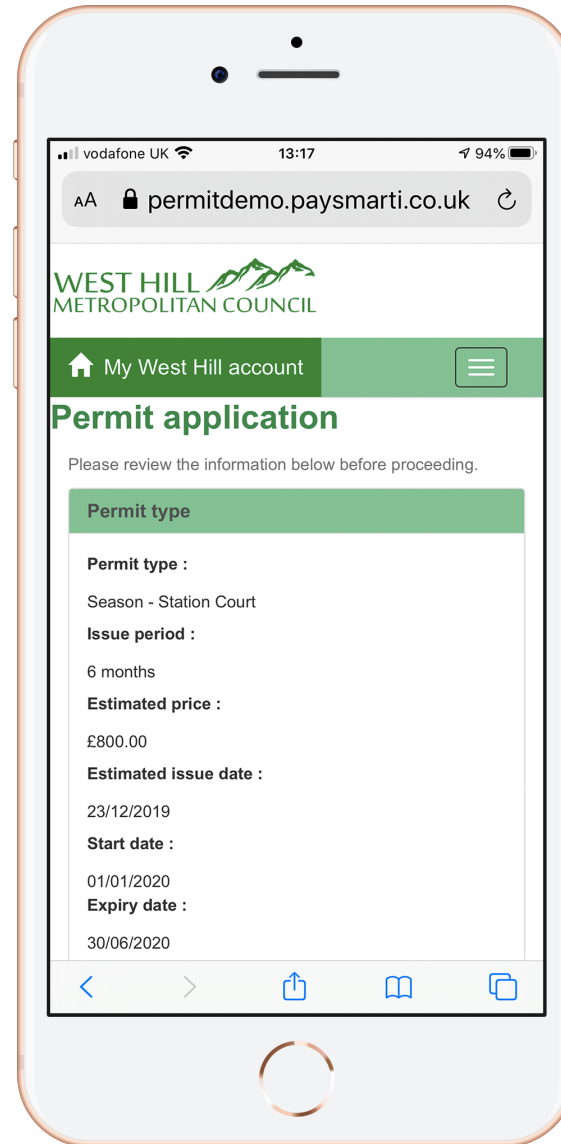 vodafone UK 13:17 94%
AA permitdemo.paysmarti.co.uk
WEST HILL
METROPOLITAN COUNCIL
My West Hill account
Permit application
Please review the information below before proceeding.
Permit type
Permit type :
Season - Station Court
Issue period :
6 months
Estimated price :
£800.00
Estimated issue date :
23/12/2019
Start date :
01/01/2020
Expiry date :
30/06/2020